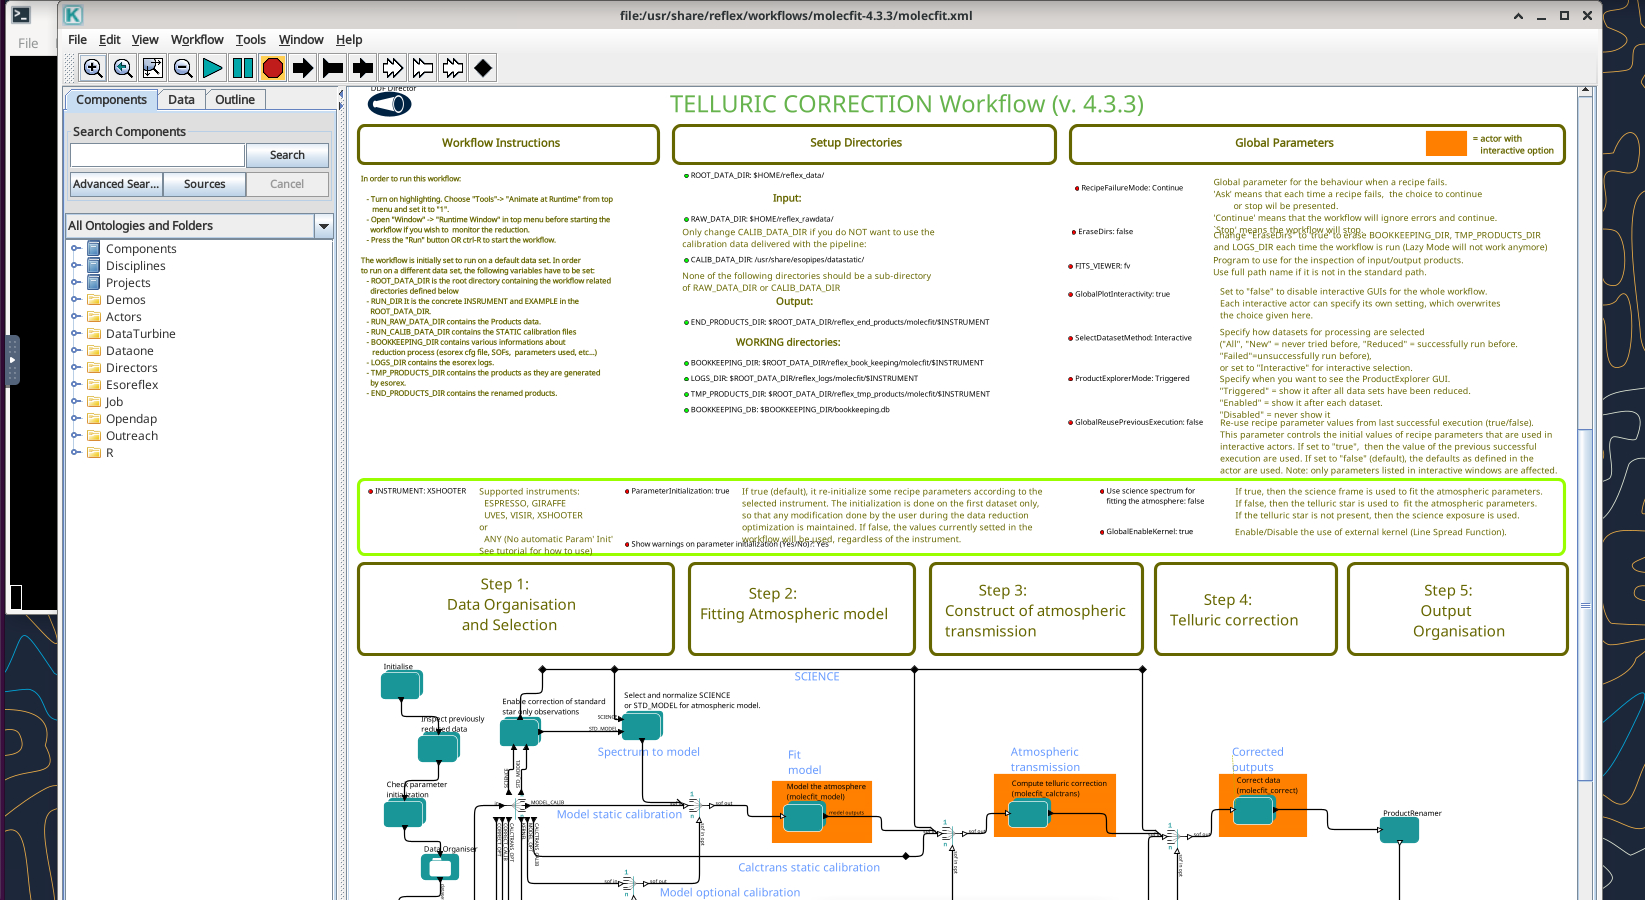 file:/usr/share/reflex/workflows/molecfit-4.3.3/molecfit.xml
File
File Edit View Workflow Tools Window Help
Components Data Outline
Search Components
Search
Advanced Sear... Sources Cancel
All Ontologies and Folders
Components
Disciplines
Projects
Demos
Actors
DataTurbine
Dataone
Directors
Esoreflex
Job
Opendap
Outreach
R
DDF Director
TELLURIC CORRECTION Workflow (v. 4.3.3)
Workflow Instructions
In order to run this workflow:
- Turn on highlighting. Choose "Tools"-> "Animate at Runtime" from top
menu and set it to "1".
- Open "Window" -> "Runtime Window" in top menu before starting the
workflow if you wish to monitor the reduction.
- Press the "Run" button OR ctrl-R to start the workflow.
The workflow is initially set to run on a default data set. In order
to run on a different data set, the following variables have to be set:
- ROOT_DATA_DIR is the root directory containing the workflow related
directories defined below
- RUN_DIR It is the concrete INSRUMENT and EXAMPLE in the
ROOT_DATA_DIR.
- RUN_RAW_DATA_DIR contains the Products data.
- RUN_CALIB_DATA_DIR contains the STATIC calibration files
- BOOKKEEPING_DIR contains various informations about
reduction process (esorex cfg file, SOFs, parameters used, etc...)
- LOGS_DIR contains the esorex logs.
- TMP_PRODUCTS_DIR contains the products as they are generated
by esorex.
- END_PRODUCTS_DIR contains the renamed products.
Setup Directories
ROOT_DATA_DIR: $HOME/reflex_data/
Input:
RAW_DATA_DIR: $HOME/reflex_rawdata/
Only change CALIB_DATA_DIR if you do NOT want to use the
calibration data delivered with the pipeline:
CALIB_DATA_DIR: /usr/share/esopipes/datastatic/
None of the following directories should be a sub-directory
of RAW_DATA_DIR or CALIB_DATA_DIR
Output:
END_PRODUCTS_DIR: $ROOT_DATA_DIR/reflex_end_products/molecfit/$INSTRUMENT
WORKING directories:
BOOKKEEPING_DIR: $ROOT_DATA_DIR/reflex_book_keeping/molecfit/$INSTRUMENT
LOGS_DIR: $ROOT_DATA_DIR/reflex_logs/molecfit/$INSTRUMENT
TMP_PRODUCTS_DIR: $ROOT_DATA_DIR/reflex_tmp_products/molecfit/$INSTRUMENT
BOOKKEEPING_DB: $BOOKKEEPING_DIR/bookkeeping.db
Global Parameters
= actor with
interactive option
RecipeFailureMode: Continue
Global parameter for the behaviour when a recipe fails.
'Ask' means that each time a recipe fails, the choice to continue
or stop wil be presented.
'Continue' means that the workflow will ignore errors and continue.
'Stop' means the workflow will stop.
EraseDirs: false
Change "EraseDirs" to true to erase BOOKKEEPING_DIR, TMP_PRODUCTS_DIR
and LOGS_DIR each time the workflow is run (Lazy Mode will not work anymore)
FITS_VIEWER: fv
Program to use for the inspection of input/output products.
Use full path name if it is not in the standard path.
GlobalPlotInteractivity: true
Set to "false" to disable interactive GUIs for the whole workflow.
Each interactive actor can specify its own setting, which overwrites
the choice given here.
SelectDatasetMethod: Interactive
Specify how datasets for processing are selected
("All", "New" = never tried before, "Reduced" = successfully run before.
"Failed"=unsuccessfully run before),
or set to "Interactive" for interactive selection.
ProductExplorerMode: Triggered
Specify when you want to see the ProductExplorer GUI.
"Triggered" = show it after all data sets have been reduced.
"Enabled" = show it after each dataset.
"Disabled" = never show it
GlobalReusePreviousExecution: false
Re-use recipe parameter values from last successful execution (true/false).
This parameter controls the initial values of recipe parameters that are used in
interactive actors. If set to "true", then the value of the previous successful
execution are used. If set to "false" (default), the defaults as defined in the
actor are used. Note: only parameters listed in interactive windows are affected.
INSTRUMENT: XSHOOTER
Supported instruments:
ESPRESSO, GIRAFFE
UVES, VISIR, XSHOOTER
or
ANY (No automatic Param' Init'
See tutorial for how to use)
ParameterInitialization: true
If true (default), it re-initialize some recipe parameters according to the
selected instrument. The initialization is done on the first dataset only,
so that any modification done by the user during the data reduction
optimization is maintained. If false, the values currently setted in the
workflow will be used, regardless of the instrument.
Show warnings on parameter initialization (Yes/No)?: Yes
Use science spectrum for
fitting the atmosphere: false
If true, then the science frame is used to fit the atmospheric parameters.
If false, then the telluric star is used to fit the atmospheric parameters.
If the telluric star is not present, then the science exposure is used.
GlobalEnableKernel: true
Enable/Disable the use of external kernel (Line Spread Function).
Step 1:
Data Organisation
and Selection
Step 2:
Fitting Atmospheric model
Step 3:
Construct of atmospheric
transmission
Step 4:
Telluric correction
Step 5:
Output
Organisation
Initialise
Inspect previously
reduced data
Check parameter
initialization
Data Organiser
Enable correction of standard
star only observations
Select and normalize SCIENCE
or STD_MODEL for atmospheric model.
SCIENCE
SCIENCE
STD_MODEL
Spectrum to model
SCIENCE
STD_MODEL
MODEL_CALIB
Model static calibration
Fit
model
Model the atmosphere
(molecfit_model)
model outputs
Atmospheric
transmission
Compute telluric correction
(molecfit_calctrans)
Corrected
outputs
Correct data
(molecfit_correct)
ProductRenamer
Calctrans static calibration
Model optional calibration
sof in
sof out
sof out
sof out
sof out